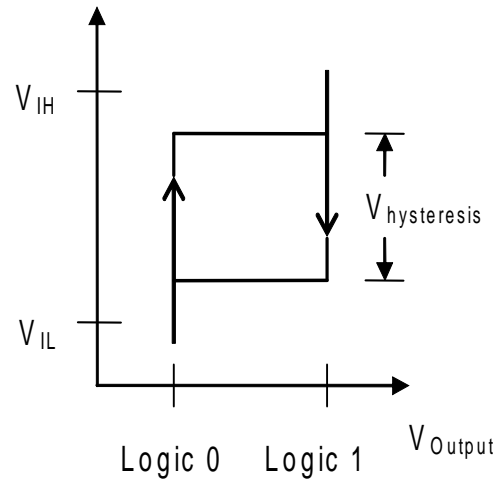 V IH
V hysteresis
V IL
Logic 0
Logic 1
V Output